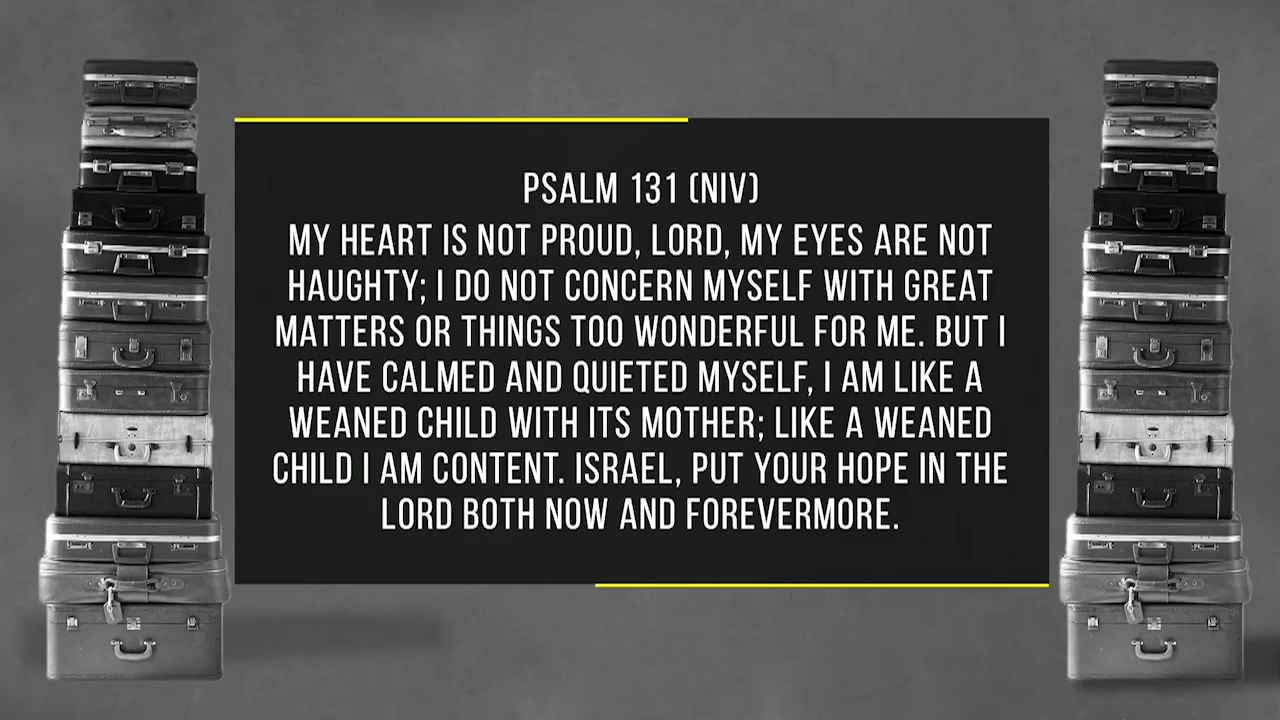 PSALM 131 (NIV)
MY HEART IS NOT PROUD, LORD, MY EYES ARE NOT
HAUGHTY; I DO NOT CONCERN MYSELF WITH GREAT
MATTERS OR THINGS TOO WONDERFUL FOR ME. BUT I
HAVE CALMED AND QUIETED MYSELF, I AM LIKE A
WEANED CHILD WITH ITS MOTHER; LIKE A WEANED
CHILD I AM CONTENT. ISRAEL, PUT YOUR HOPE IN THE
LORD BOTH NOW AND FOREVERMORE.